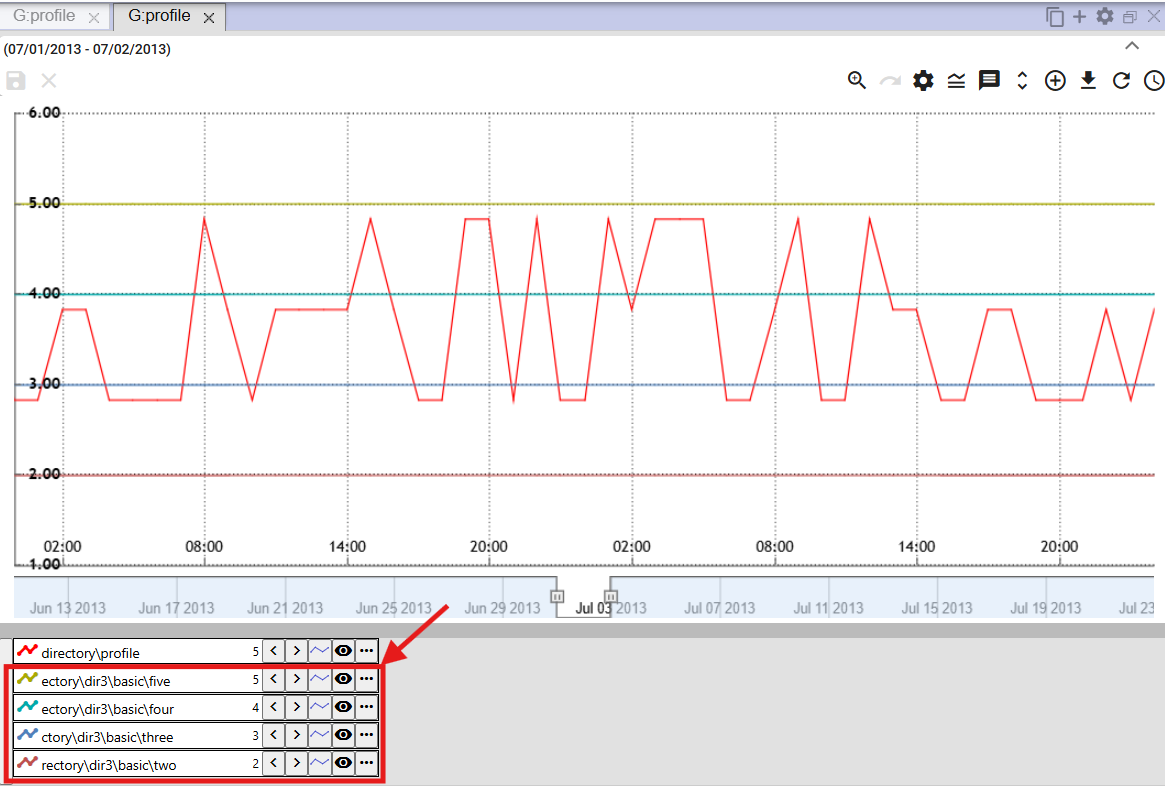 G:profile
G:profile
(07/01/2013 - 07/02/2013)
6.00
5.00
4.00
3.00
2.00
1.00
02:00 08:00 14:00 20:00 02:00 08:00 14:00 20:00
Jun 13 2013 Jun 17 2013 Jun 21 2013 Jun 25 2013 Jun 29 2013 Jul 03 2013 Jul 07 2013 Jul 11 2013 Jul 15 2013 Jul 19 2013 Jul 23
directory\profile 5
ectory\dir3\basic\five 5
ectory\dir3\basic\four 4
ctory\dir3\basic\three 3
rectory\dir3\basic\two 2